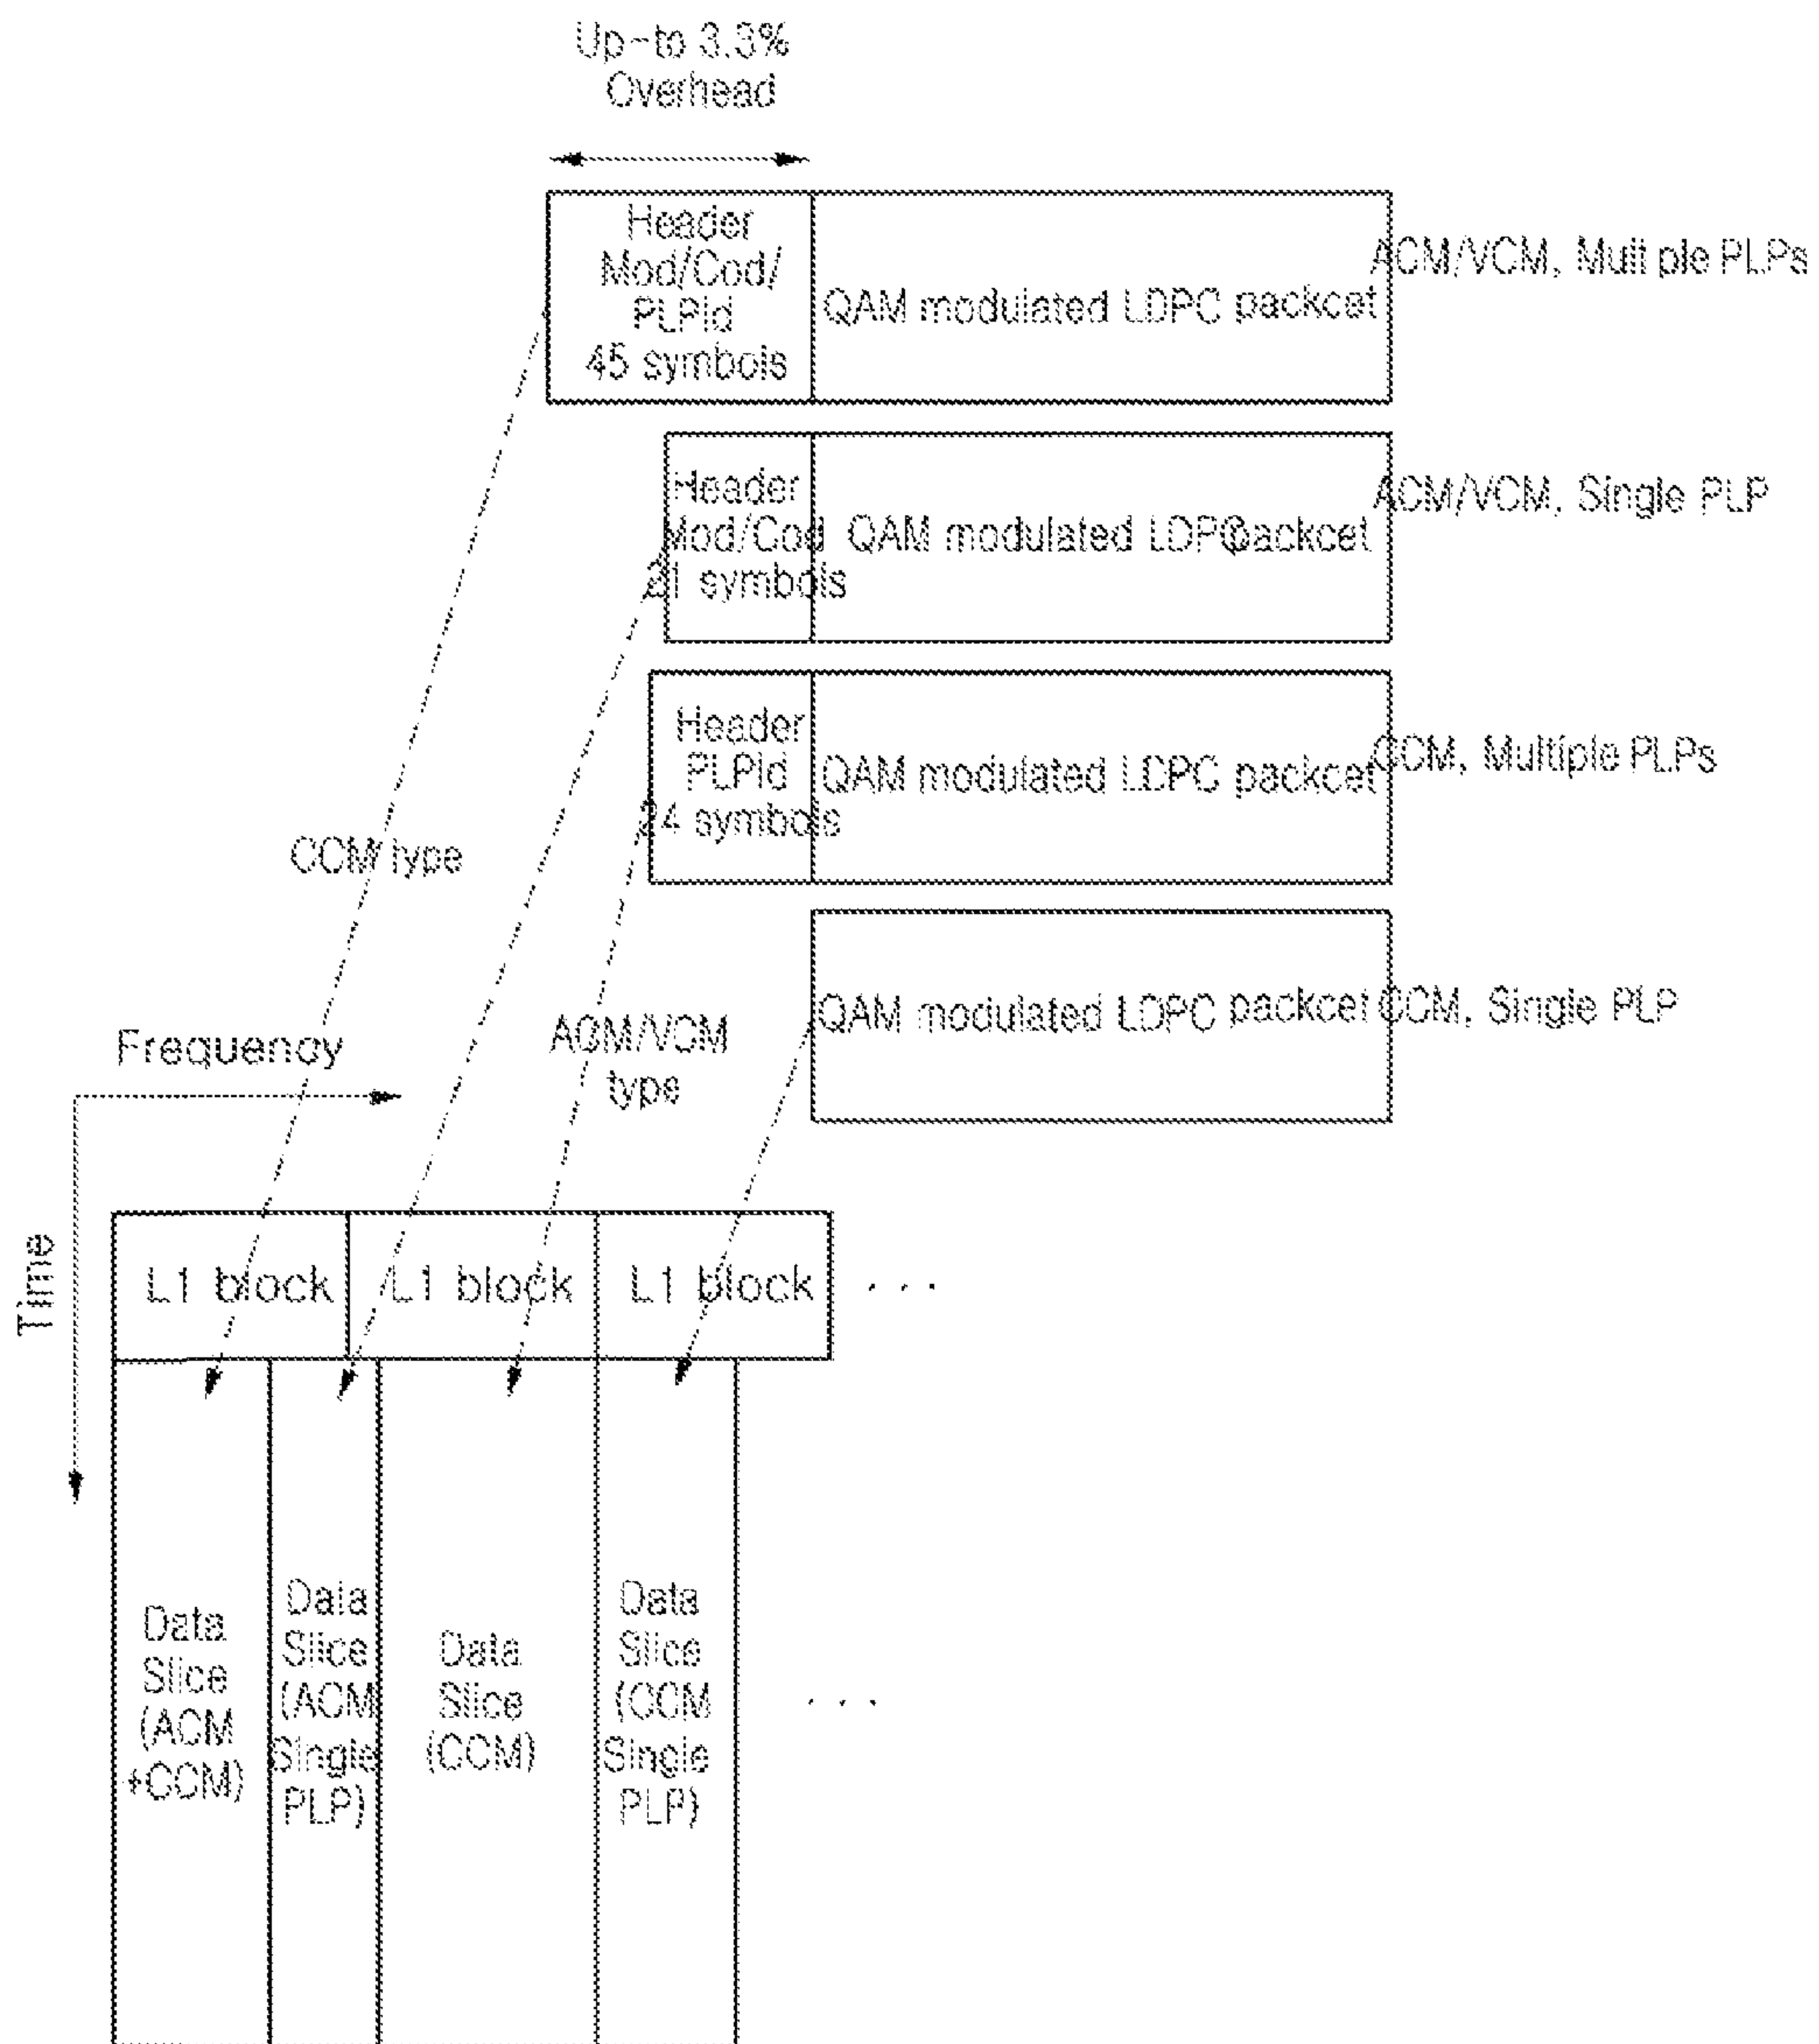 Up-to 3.3%
Overhead
Header
Mod/Cod/
PLPId
45 symbols
QAM modulated LDPC packcet
ACM/VCM, Multiple PLPs
Header
Mod/Cod
21 symbols
QAM modulated LDPC packcet
ACM/VCM, Single PLP
Header
PLPId
24 symbols
QAM modulated LDPC packcet
CCM, Multiple PLPs
QAM modulated LDPC packcet
CCM, Single PLP
CCM type
ACM/VCM
type
Frequency
Time
L1 block
L1 block
L1 block
. . .
Data
Slice
(ACM
+CCM)
Data
Slice
(ACM
Single
PLP)
Data
Slice
(CCM)
Data
Slice
(CCM
Single
PLP)
. . .